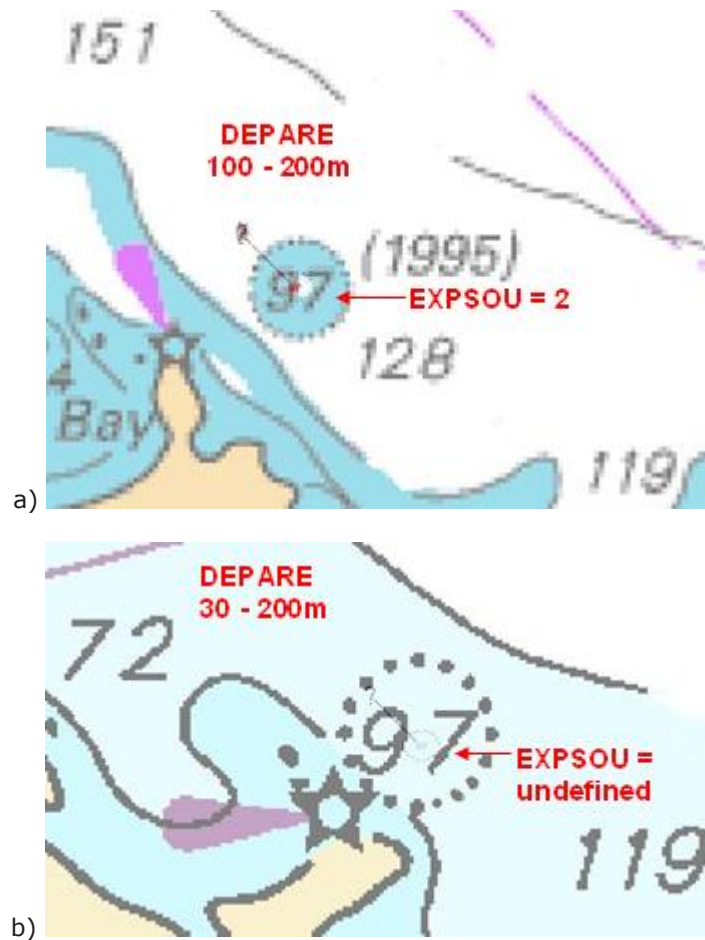 151
DEPARE
100 - 200m
(1995)
97
EXPSOU = 2
128
4
Bay
119
a)
DEPARE
30 - 200m
72
97
EXPSOU =
undefined
119
b)